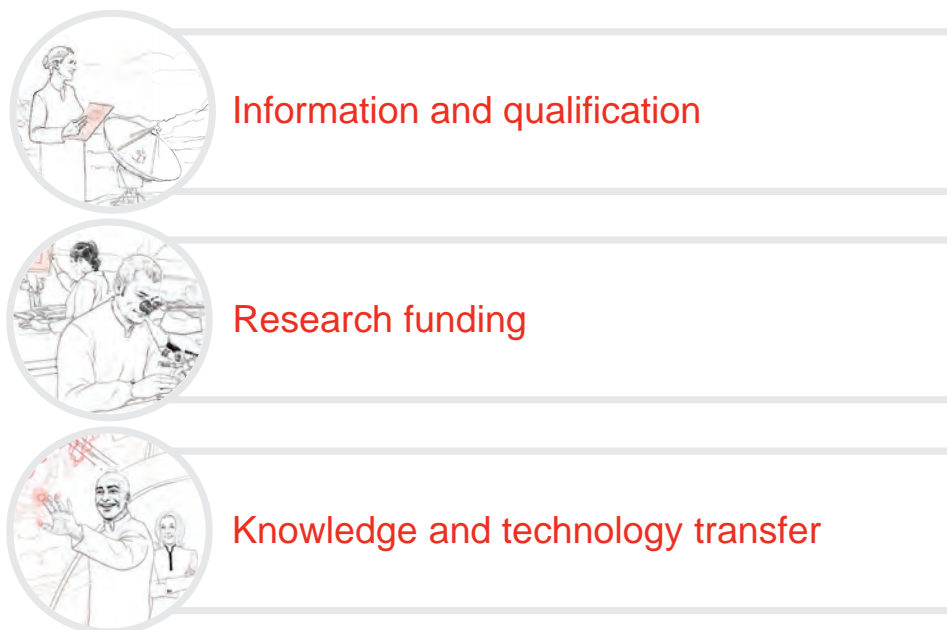 Information and qualification
Research funding
Knowledge and technology transfer